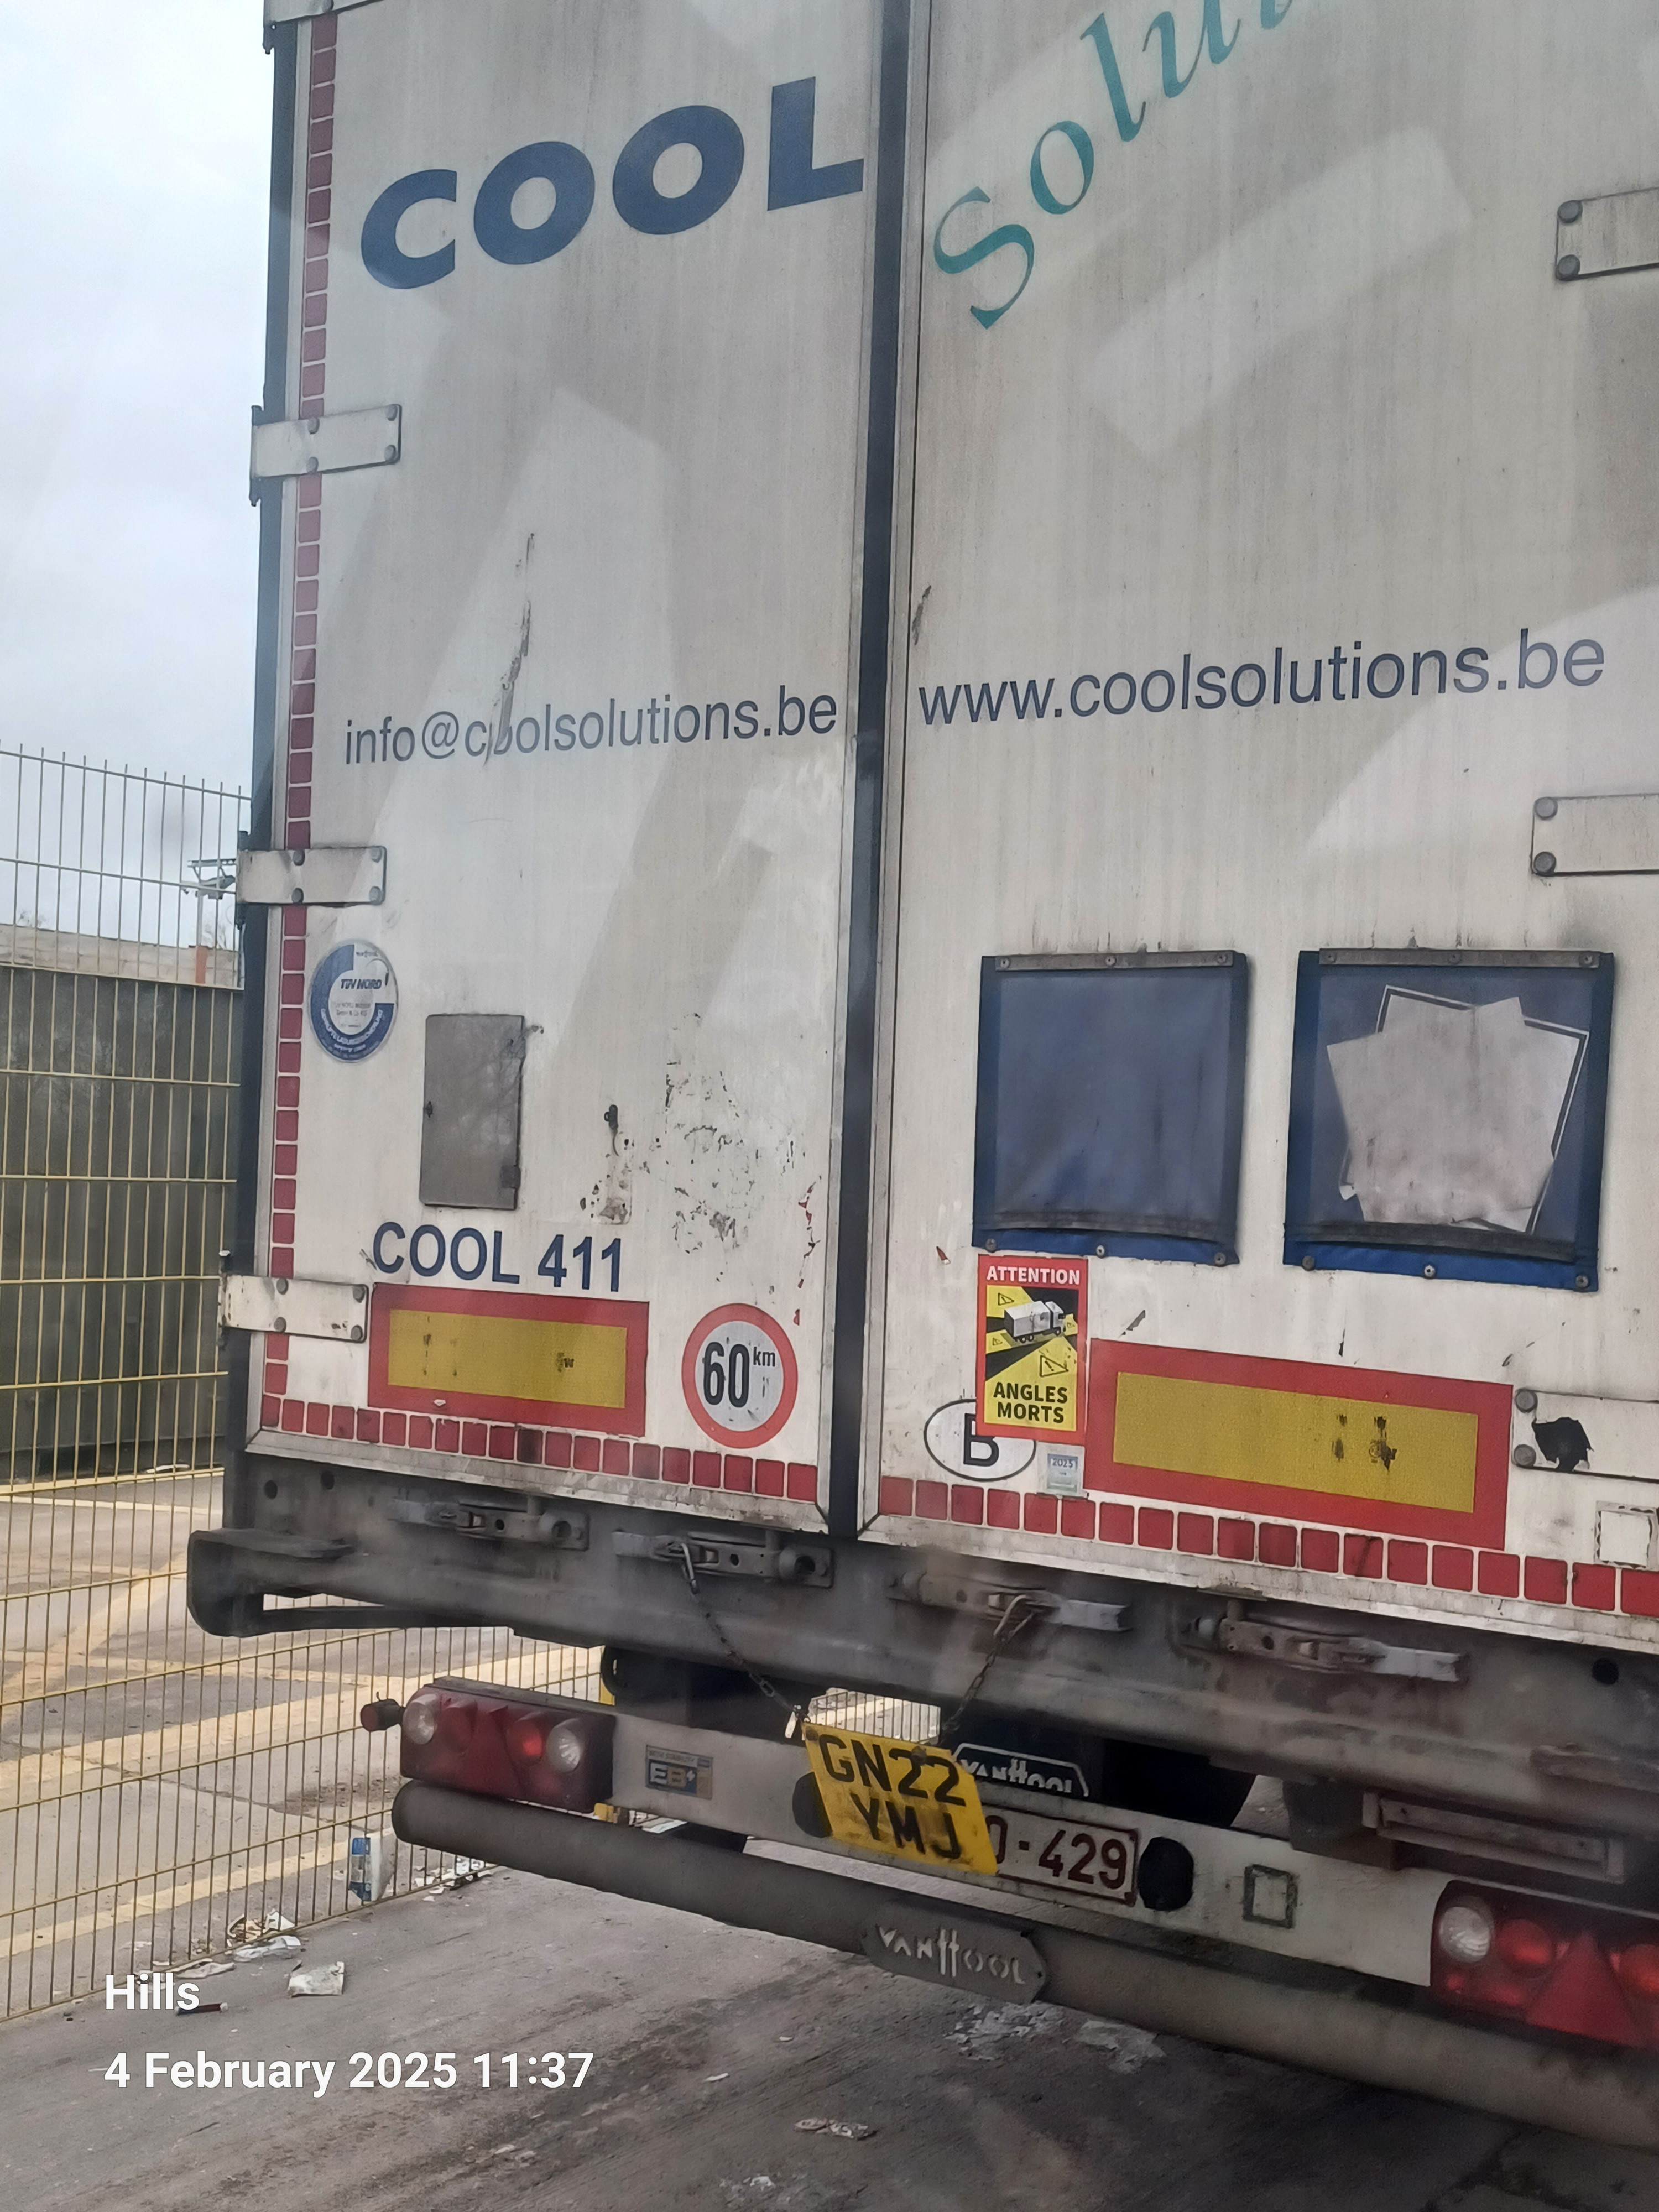 COOL
Solu
info@coolsolutions.be
www.coolsolutions.be
TÜV NORD
COOL 411
60 km
ATTENTION
ANGLES
MORTS
B
2025
EB+
GN22
YMJ
VANHOOL
-429
VANHOOL
Hills
4 February 2025 11:37